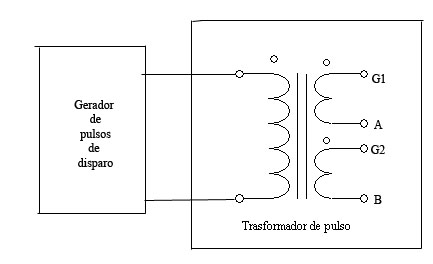 Gerador
de
pulsos
de
disparo
G1
A
G2
B
Trasformador de pulso